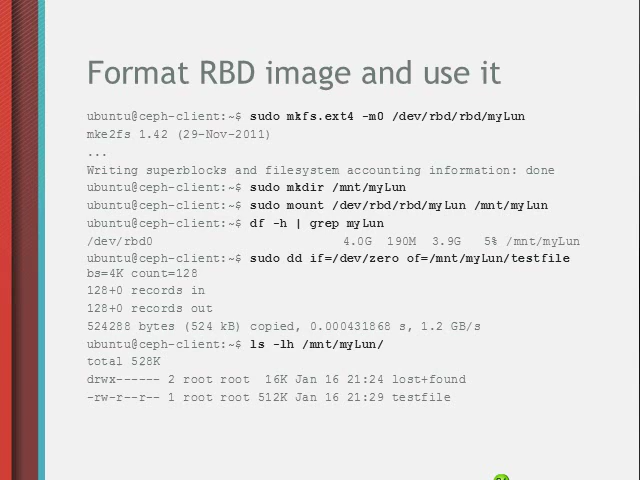 Format RBD image and use it
ubuntu@ceph-client:~$ sudo mkfs.ext4 -m0 /dev/rbd/rbd/myLun
mke2fs 1.42 (29-Nov-2011)
...
Writing superblocks and filesystem accounting information: done
ubuntu@ceph-client:~$ sudo mkdir /mnt/myLun
ubuntu@ceph-client:~$ sudo mount /dev/rbd/rbd/myLun /mnt/myLun
ubuntu@ceph-client:~$ df -h | grep myLun
/dev/rbd0 4.0G 190M 3.9G 5% /mnt/myLun
ubuntu@ceph-client:~$ sudo dd if=/dev/zero of=/mnt/myLun/testfile
bs=4K count=128
128+0 records in
128+0 records out
524288 bytes (524 kB) copied, 0.000431868 s, 1.2 GB/s
ubuntu@ceph-client:~$ ls -lh /mnt/myLun/
total 528K
drwx------ 2 root root 16K Jan 16 21:24 lost+found
-rw-r--r-- 1 root root 512K Jan 16 21:29 testfile